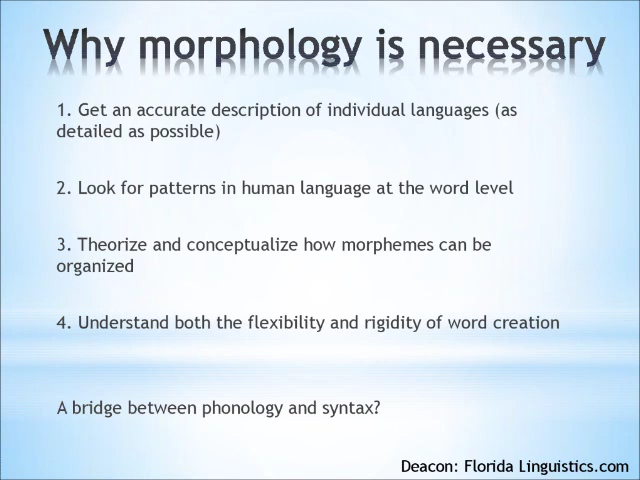 Why morphology is necessary
1. Get an accurate description of individual languages (as
detailed as possible)
2. Look for patterns in human language at the word level
3. Theorize and conceptualize how morphemes can be
organized
4. Understand both the flexibility and rigidity of word creation
A bridge between phonology and syntax?
Deacon: Florida Linguistics.com